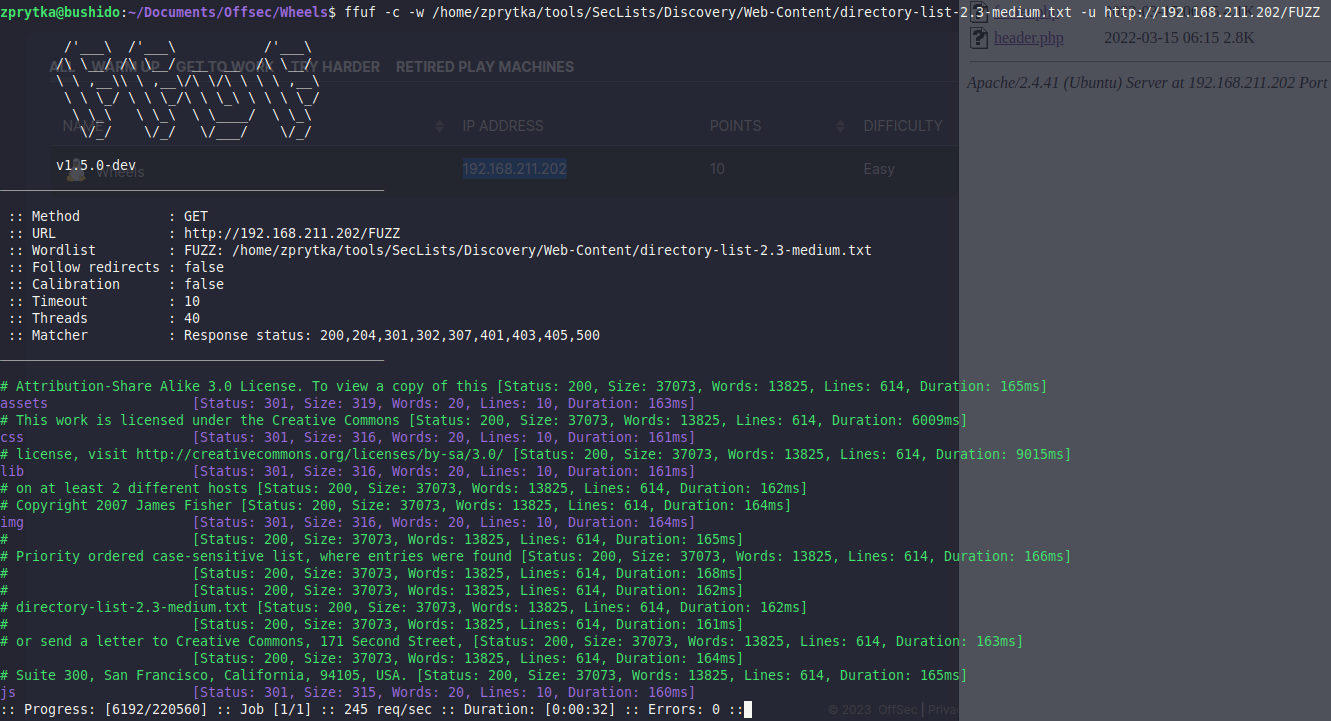 zprytka@bushido:~/Documents/Offsec/Wheels$ ffuf -c -w /home/zprytka/tools/SecLists/Discovery/Web-Content/directory-list-2.3-medium.txt -u http://192.168.211.202/FUZZ
header.php 2022-03-15 06:15 2.8K
ALL WARM UP GET TO WORK TRY HARDER RETIRED PLAY MACHINES
Apache/2.4.41 (Ubuntu) Server at 192.168.211.202 Port
NAME IP ADDRESS POINTS DIFFICULTY
v1.5.0-dev
Wheels 192.168.211.202 10 Easy
:: Method : GET
:: URL : http://192.168.211.202/FUZZ
:: Wordlist : FUZZ: /home/zprytka/tools/SecLists/Discovery/Web-Content/directory-list-2.3-medium.txt
:: Follow redirects : false
:: Calibration : false
:: Timeout : 10
:: Threads : 40
:: Matcher : Response status: 200,204,301,302,307,401,403,405,500
# Attribution-Share Alike 3.0 License. To view a copy of this [Status: 200, Size: 37073, Words: 13825, Lines: 614, Duration: 165ms]
assets [Status: 301, Size: 319, Words: 20, Lines: 10, Duration: 163ms]
# This work is licensed under the Creative Commons [Status: 200, Size: 37073, Words: 13825, Lines: 614, Duration: 6009ms]
css [Status: 301, Size: 316, Words: 20, Lines: 10, Duration: 161ms]
# license, visit http://creativecommons.org/licenses/by-sa/3.0/ [Status: 200, Size: 37073, Words: 13825, Lines: 614, Duration: 9015ms]
lib [Status: 301, Size: 316, Words: 20, Lines: 10, Duration: 161ms]
# on at least 2 different hosts [Status: 200, Size: 37073, Words: 13825, Lines: 614, Duration: 162ms]
# Copyright 2007 James Fisher [Status: 200, Size: 37073, Words: 13825, Lines: 614, Duration: 164ms]
img [Status: 301, Size: 316, Words: 20, Lines: 10, Duration: 164ms]
# [Status: 200, Size: 37073, Words: 13825, Lines: 614, Duration: 165ms]
# Priority ordered case-sensitive list, where entries were found [Status: 200, Size: 37073, Words: 13825, Lines: 614, Duration: 166ms]
# [Status: 200, Size: 37073, Words: 13825, Lines: 614, Duration: 168ms]
# [Status: 200, Size: 37073, Words: 13825, Lines: 614, Duration: 162ms]
# directory-list-2.3-medium.txt [Status: 200, Size: 37073, Words: 13825, Lines: 614, Duration: 162ms]
# [Status: 200, Size: 37073, Words: 13825, Lines: 614, Duration: 161ms]
# or send a letter to Creative Commons, 171 Second Street, [Status: 200, Size: 37073, Words: 13825, Lines: 614, Duration: 163ms]
[Status: 200, Size: 37073, Words: 13825, Lines: 614, Duration: 164ms]
# Suite 300, San Francisco, California, 94105, USA. [Status: 200, Size: 37073, Words: 13825, Lines: 614, Duration: 165ms]
js [Status: 301, Size: 315, Words: 20, Lines: 10, Duration: 160ms]
:: Progress: [6192/220560] :: Job [1/1] :: 245 req/sec :: Duration: [0:00:32] :: Errors: 0 ::
© 2023 OffSec | Privac